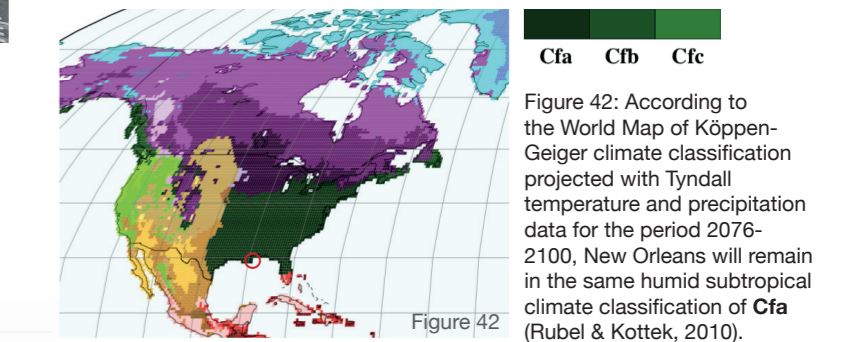 Cfa Cfb Cfc
Figure 42: According to
the World Map of Köppen-
Geiger climate classification
projected with Tyndall
temperature and precipitation
data for the period 2076-
2100, New Orleans will remain
in the same humid subtropical
climate classification of Cfa
(Rubel & Kottek, 2010).
Figure 42